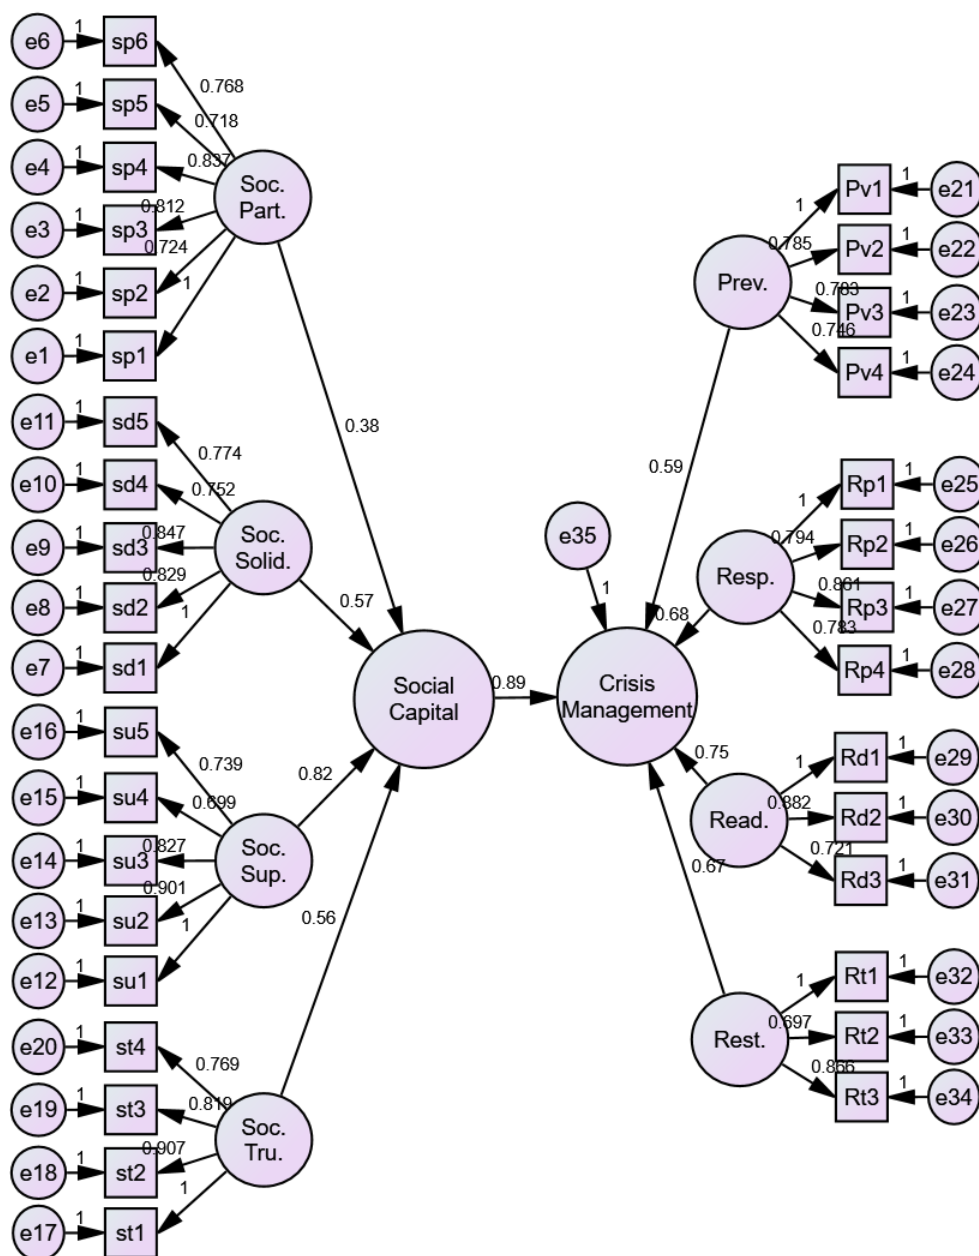 e6 1 sp6
0.768
e5 1 sp5
0.718
e4 1 sp4
0.837
e3 1 sp3
0.812
e2 1 sp2
0.724
e1 1 sp1
1
Soc.
Part.
0.38
e11 1 sd5
0.774
e10 1 sd4
0.752
e9 1 sd3
0.847
e8 1 sd2
0.829
e7 1 sd1
1
Soc.
Solid.
0.57
e16 1 su5
0.739
e15 1 su4
0.699
e14 1 su3
0.827
e13 1 su2
0.901
e12 1 su1
1
Soc.
Sup.
0.82
e20 1 st4
0.769
e19 1 st3
0.819
e18 1 st2
0.907
e17 1 st1
1
Soc.
Tru.
0.56
Social
Capital
0.89
e35
1
Crisis
Management
Prev.
0.59
1
Pv1 1 e21
0.785
Pv2 1 e22
0.783
Pv3 1 e23
0.746
Pv4 1 e24
Resp.
0.68
1
Rp1 1 e25
0.794
Rp2 1 e26
0.861
Rp3 1 e27
0.783
Rp4 1 e28
Read.
0.75
1
Rd1 1 e29
0.882
Rd2 1 e30
0.721
Rd3 1 e31
Rest.
0.67
1
Rt1 1 e32
0.697
Rt2 1 e33
0.866
Rt3 1 e34